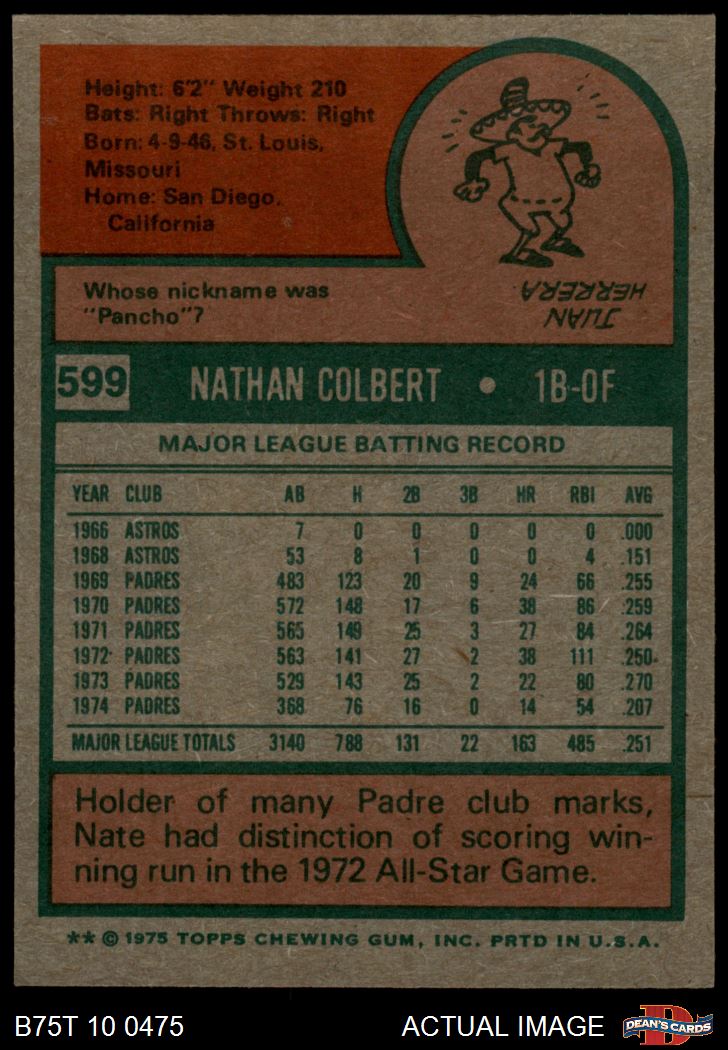 Height: 6'2" Weight 210
Bats: Right Throws: Right
Born: 4-9-46, St. Louis,
Missouri
Home: San Diego,
California
Whose nickname was
"Pancho"?
JUAN
HERRERA
599 NATHAN COLBERT • 1B-OF
MAJOR LEAGUE BATTING RECORD
YEAR CLUB AB H 2B 3B HR RBI AVG
1966 ASTROS 7 0 0 0 0 0 .000
1968 ASTROS 53 8 1 0 0 4 .151
1969 PADRES 483 123 20 9 24 66 .255
1970 PADRES 572 148 17 6 38 86 .259
1971 PADRES 565 149 25 3 27 84 .264
1972 PADRES 563 141 27 2 38 111 .250
1973 PADRES 529 143 25 2 22 80 .270
1974 PADRES 368 76 16 0 14 54 .207
MAJOR LEAGUE TOTALS 3140 788 131 22 163 485 .251
Holder of many Padre club marks,
Nate had distinction of scoring win-
ning run in the 1972 All-Star Game.
** © 1975 TOPPS CHEWING GUM, INC. PRTD IN U.S.A.
B75T 10 0475 ACTUAL IMAGE D DEAN'S CARDS